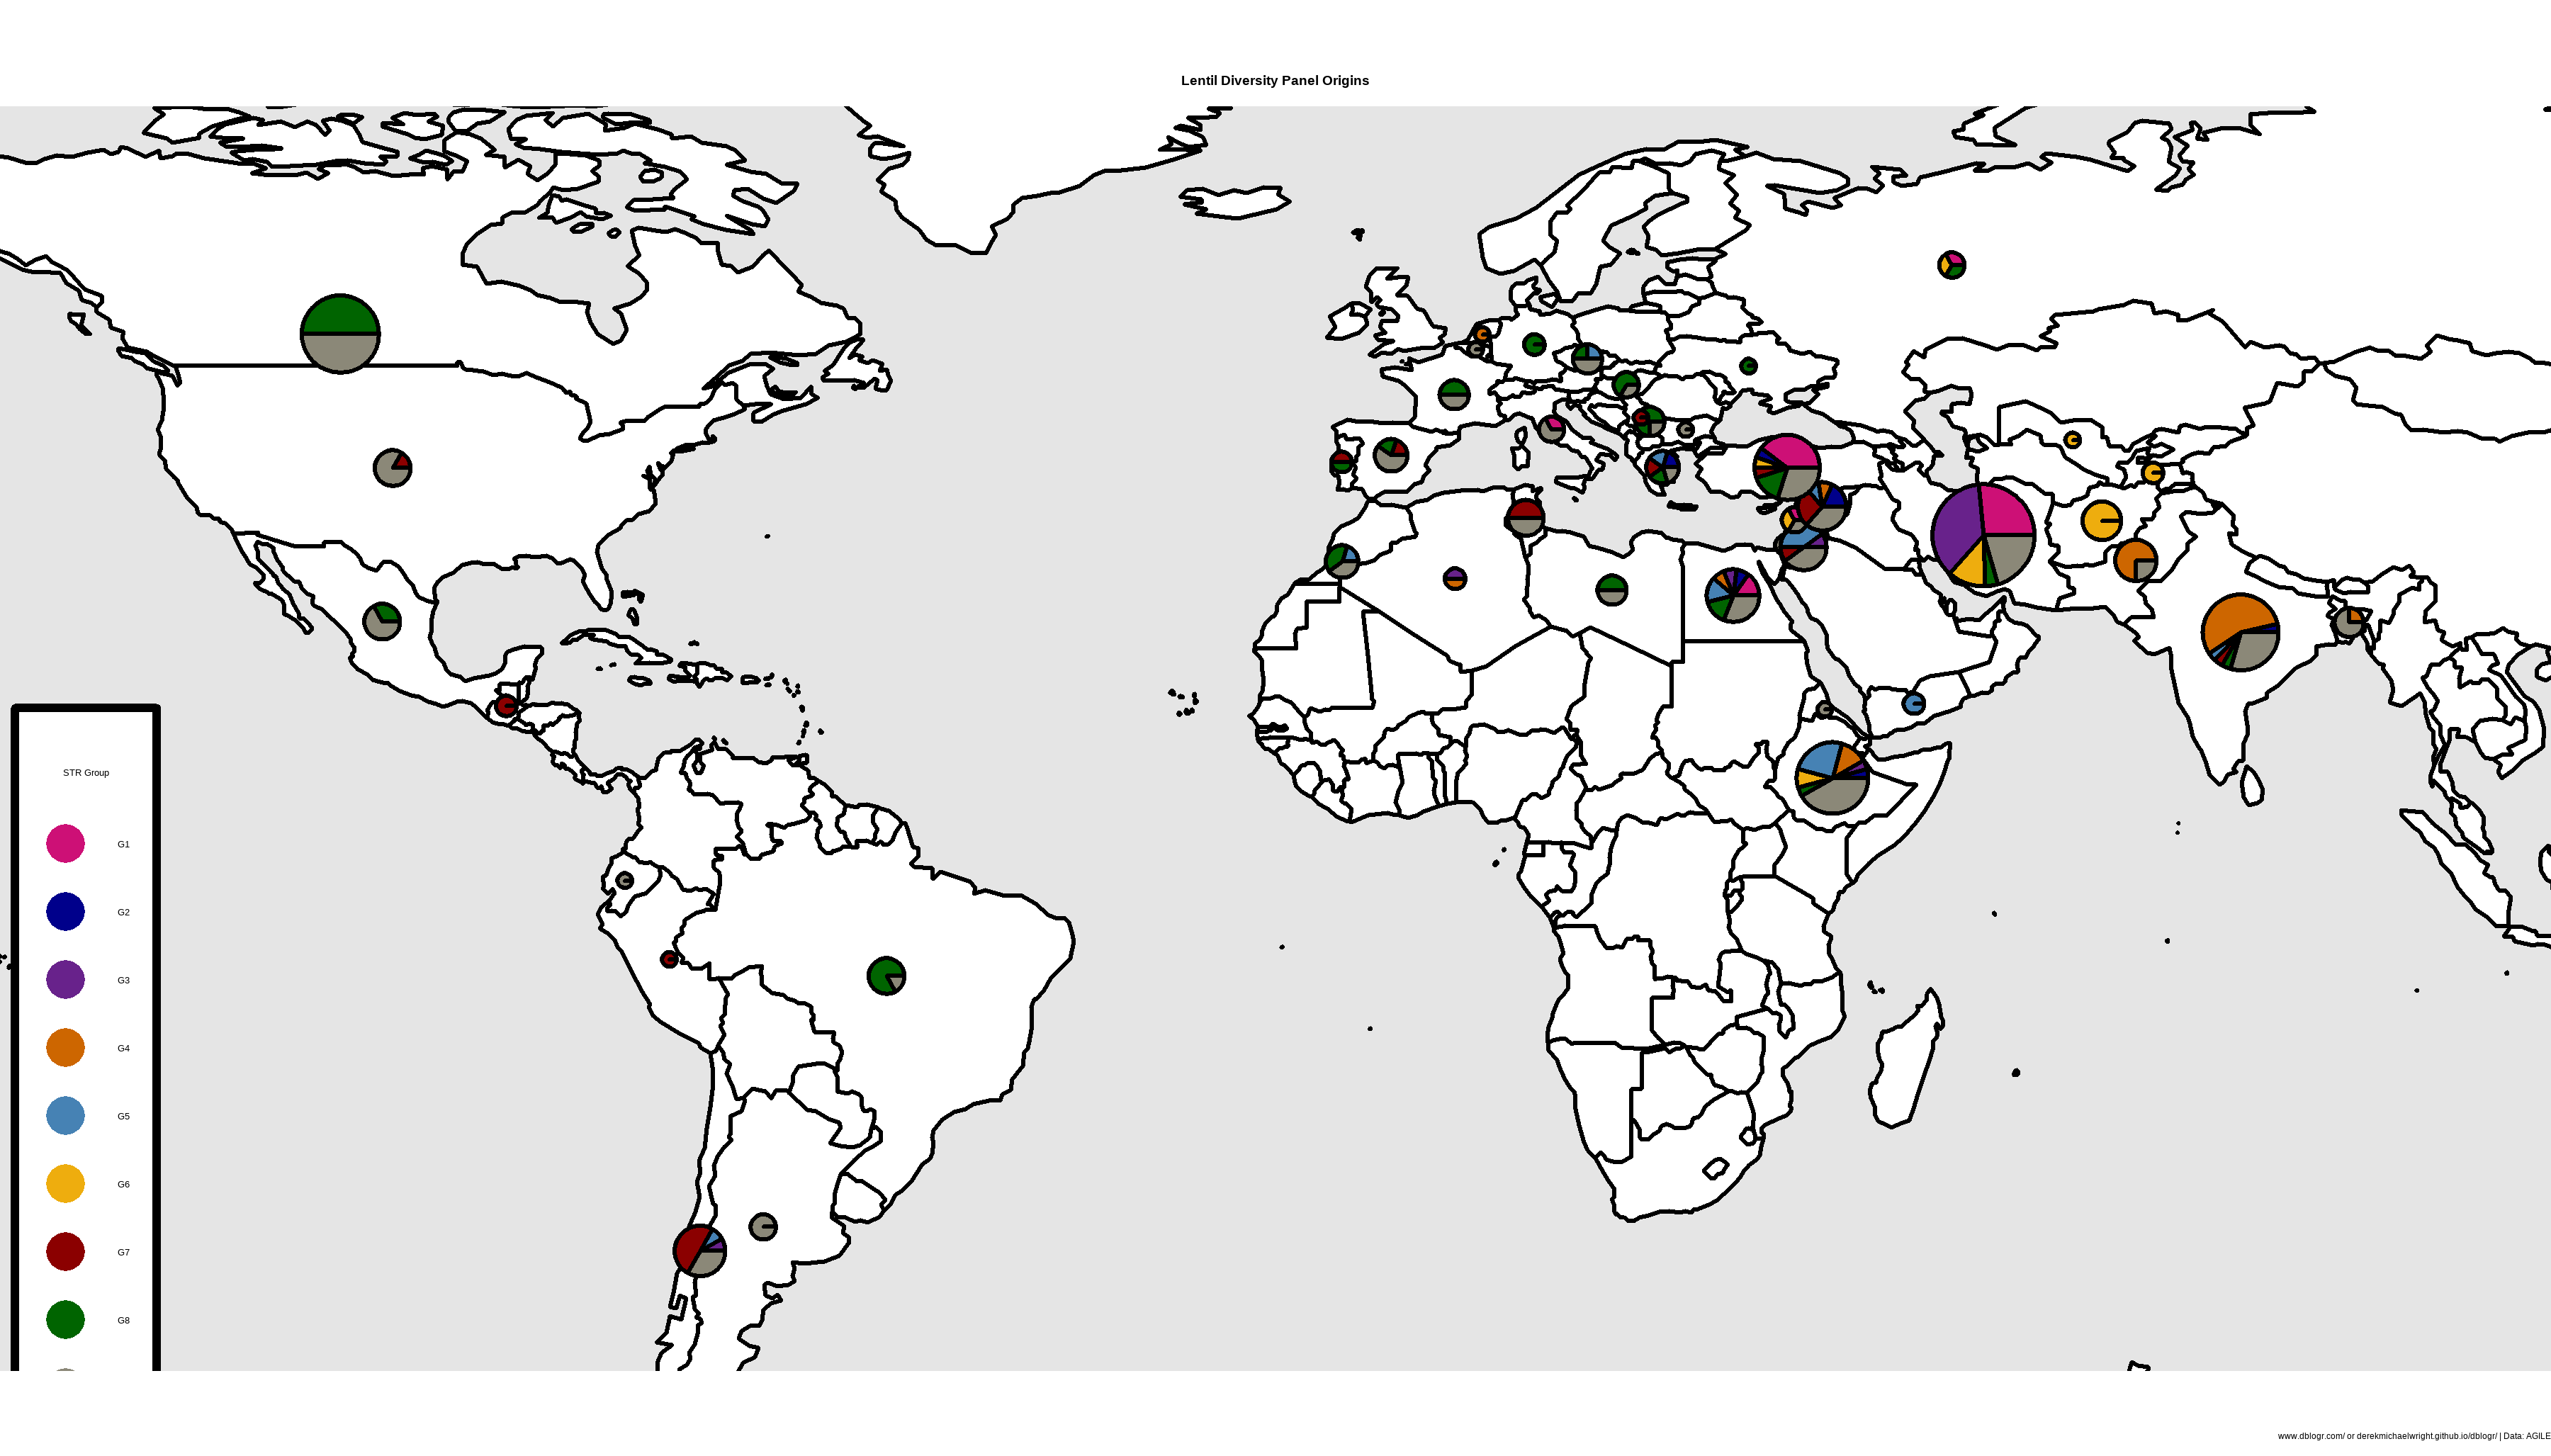 Lentil Diversity Panel Origins
STR Group
G1
G2
G3
G4
G5
G6
G7
G8
www.dblogr.com/ or derekmichaelwright.github.io/dblogr/ | Data: AGILE